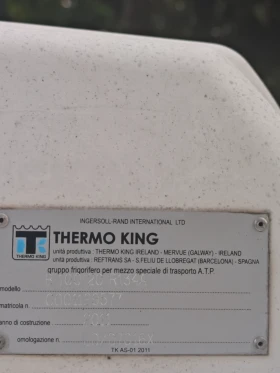 INGERSOLL-RAND INTERNATIONAL LTD
THERMO KING
THERMO KING
unità produttiva : THERMO KING-IRELAND - MERVUE (GALWAY) - IRELAND
unità produttiva : REFTRANS SA - S.FELIU DE LLOBREGAT (BARCELONA) - SPAGNA
gruppo frigorifero per mezzo speciale di trasporto A.T.P.
modello
matricola n.
anno di costruzione
omologazione n.
TK AS-01 2011